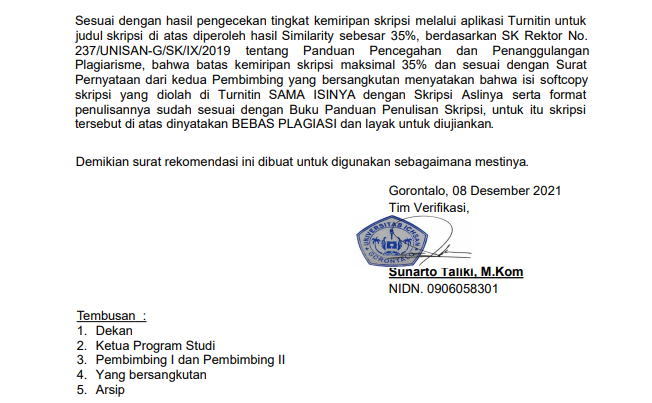 Sesuai dengan hasil pengecekan tingkat kemiripan skripsi melalui aplikasi Turnitin untuk
judul skripsi di atas diperoleh hasil Similarity sebesar 35%, berdasarkan SK Rektor No.
237/UNISAN-G/SK/IX/2019 tentang Panduan Pencegahan dan Penanggulangan
Plagiarisme, bahwa batas kemiripan skripsi maksimal 35% dan sesuai dengan Surat
Pernyataan dari kedua Pembimbing yang bersangkutan menyatakan bahwa isi softcopy
skripsi yang diolah di Turnitin SAMA ISINYA dengan Skripsi Aslinya serta format
penulisannya sudah sesuai dengan Buku Panduan Penulisan Skripsi, untuk itu skripsi
tersebut di atas dinyatakan BEBAS PLAGIASI dan layak untuk diujiankan.
Demikian surat rekomendasi ini dibuat untuk digunakan sebagaimana mestinya.
Gorontalo, 08 Desember 2021
Tim Verifikasi,
UNIVERSITAS ICHSAN
GORONTALO
Sunarto Taliki, M.Kom
NIDN. 0906058301
Tembusan :
1. Dekan
2. Ketua Program Studi
3. Pembimbing I dan Pembimbing II
4. Yang bersangkutan
5. Arsip